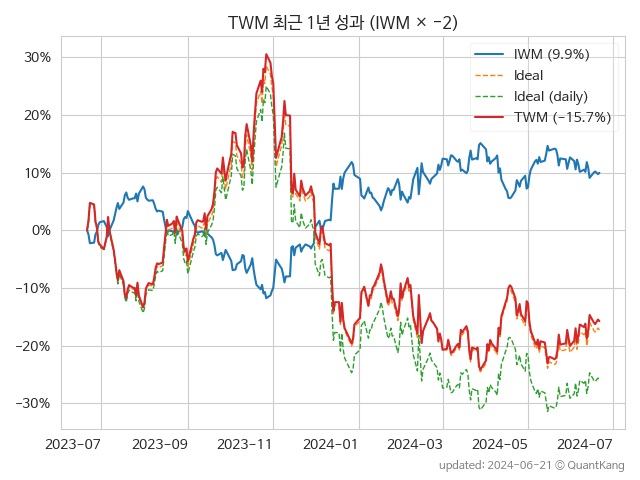 TWM 최근 1년 성과 (IWM × −2)
IWM (9.9%)
Ideal
Ideal (daily)
TWM (−15.7%)
30%
20%
10%
0%
−10%
−20%
−30%
2023-07
2023-09
2023-11
2024-01
2024-03
2024-05
2024-07
updated: 2024-06-21 © QuantKang